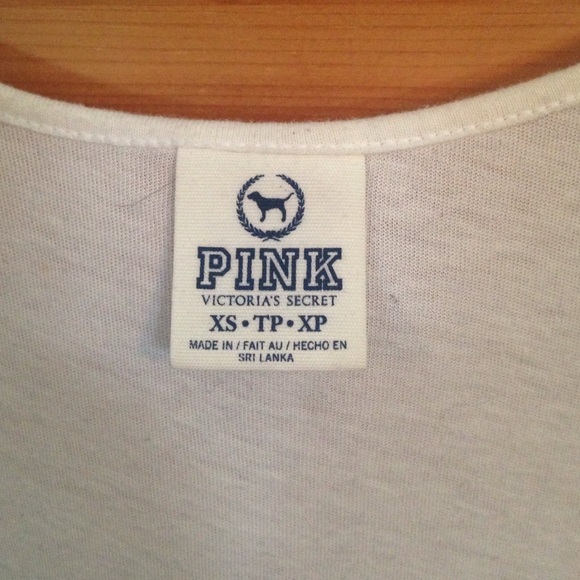 PINK
VICTORIA'S SECRET
XS • TP • XP
MADE IN / FAIT AU / HECHO EN
SRI LANKA